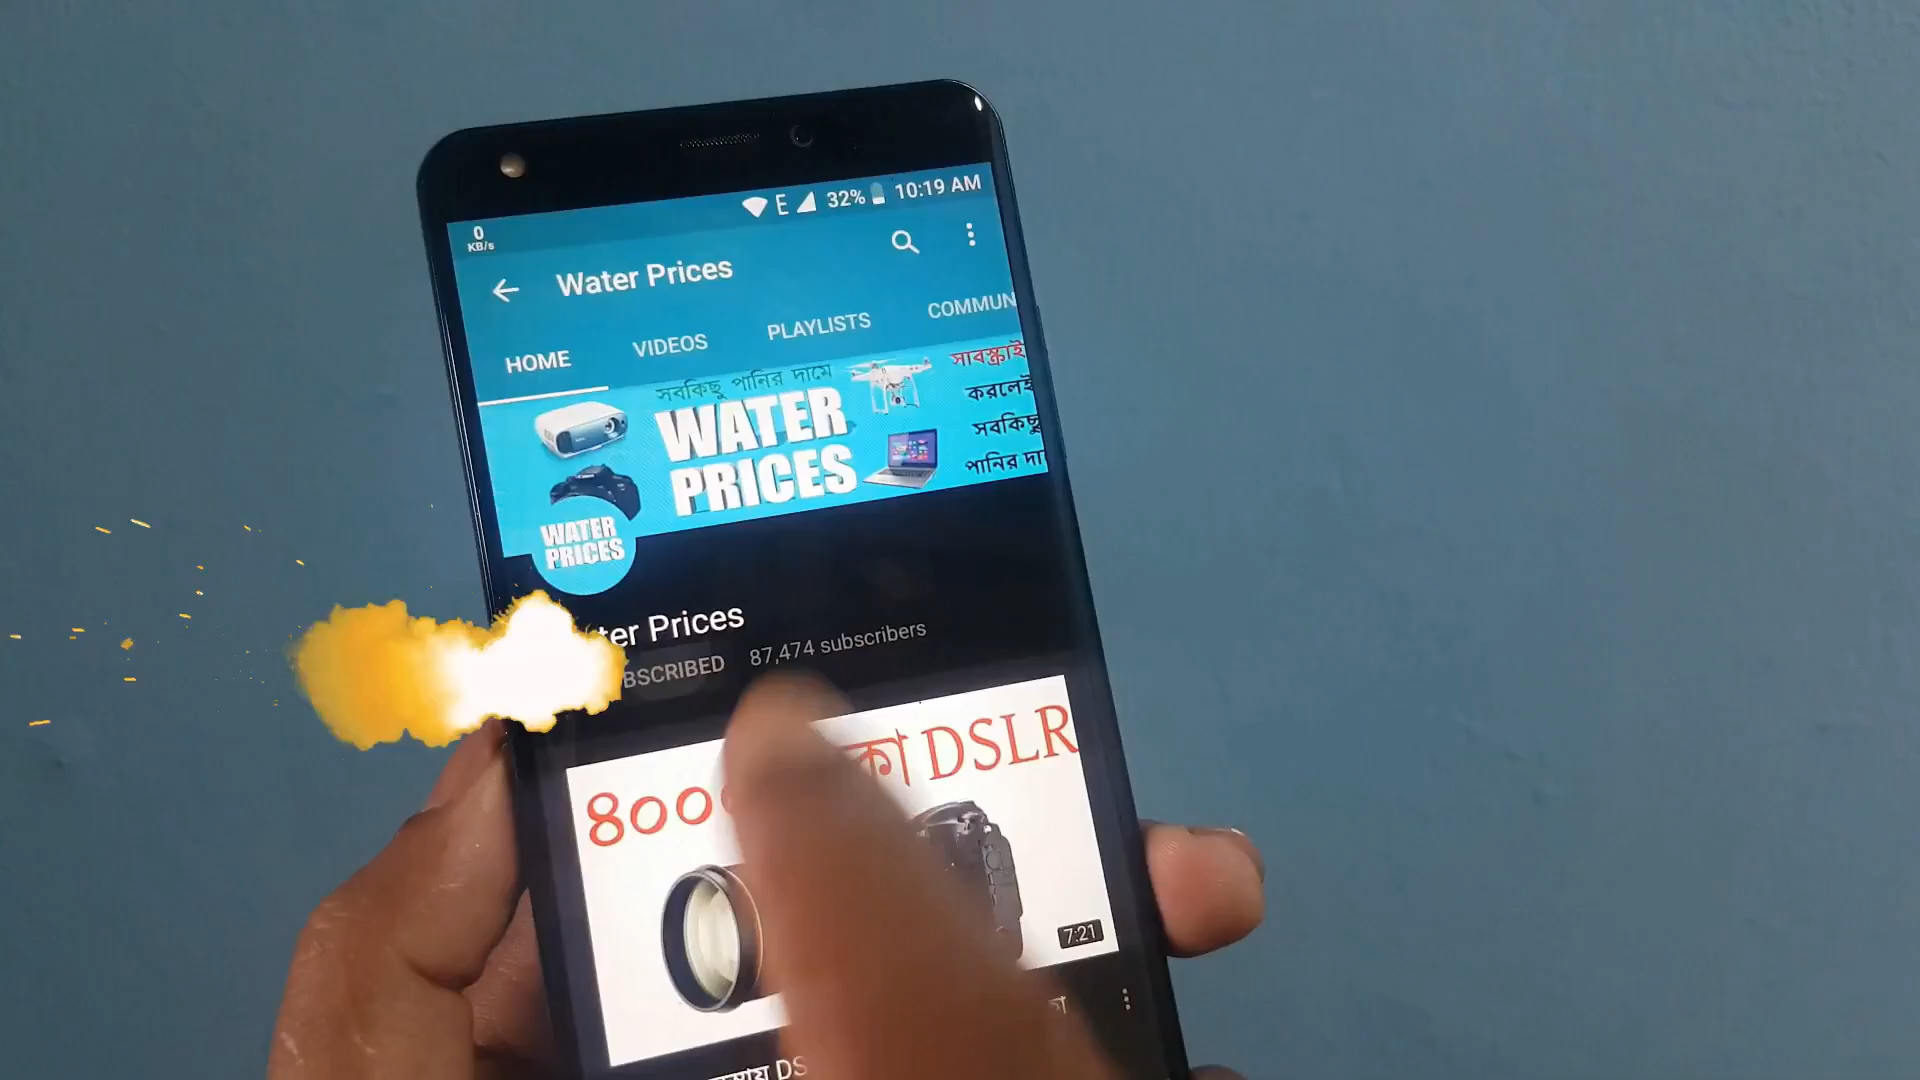 0
KB/s
E 32% 10:19 AM
Water Prices
HOME VIDEOS PLAYLISTS COMMUN
সবকিছু পানির দামে
WATER
PRICES
সাবস্ক্রাই
করলেই
সবকিছু
পানির দা
WATER
PRICES
ter Prices
BSCRIBED 87,474 subscribers
800
কা DSLR
7:21
DS